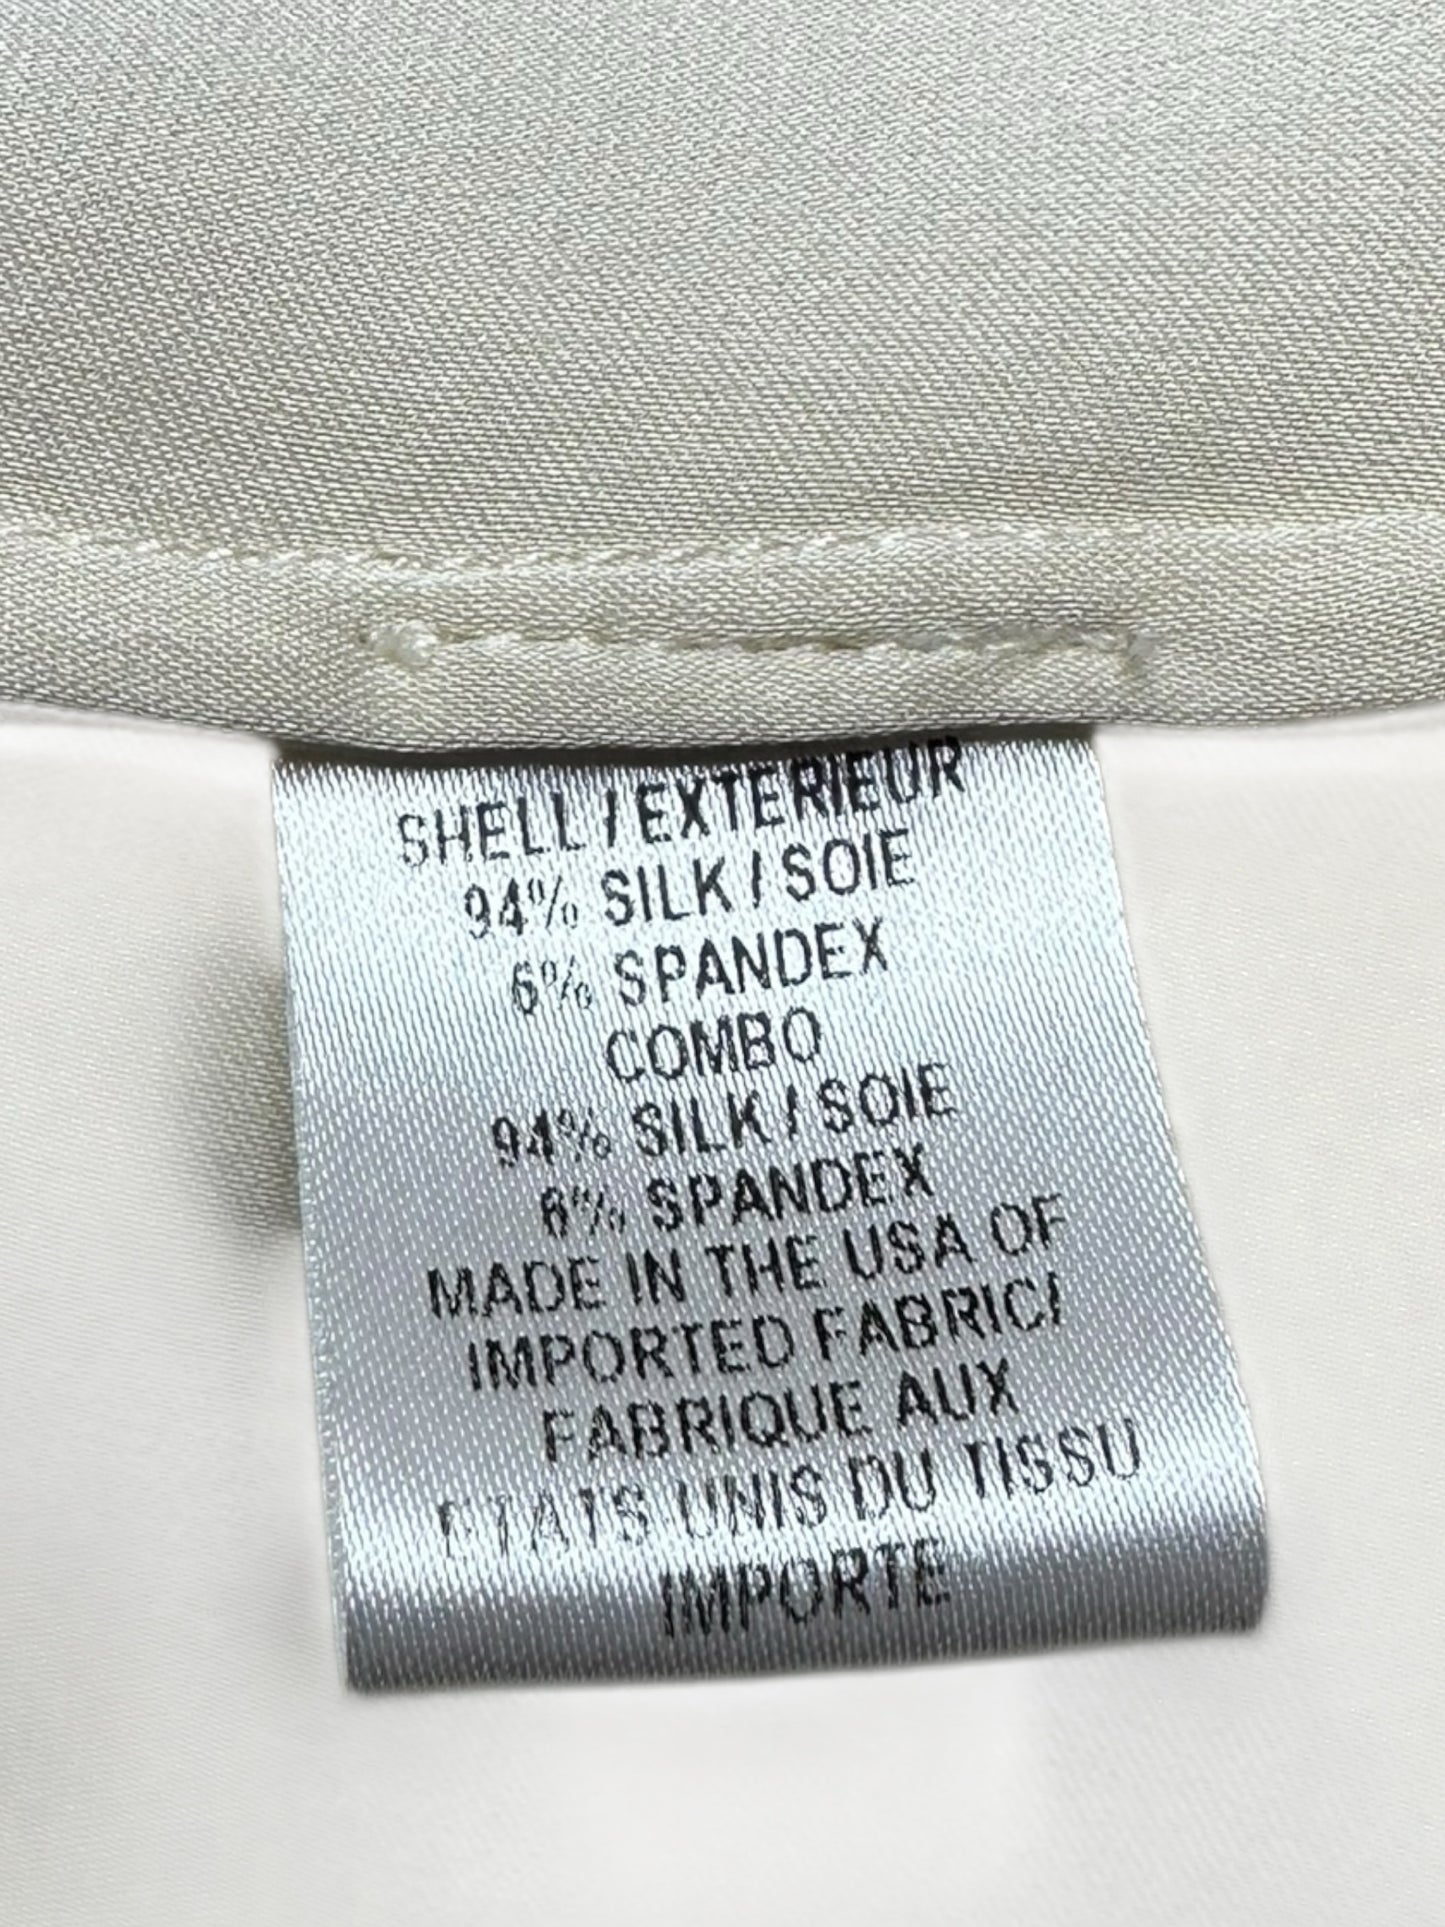 SHELL / EXTERIEUR
94% SILK / SOIE
6% SPANDEX
COMBO
94% SILK / SOIE
6% SPANDEX
MADE IN THE USA OF
IMPORTED FABRIC/
FABRIQUE AUX
ETATS UNIS DU TISSU
IMPORTE